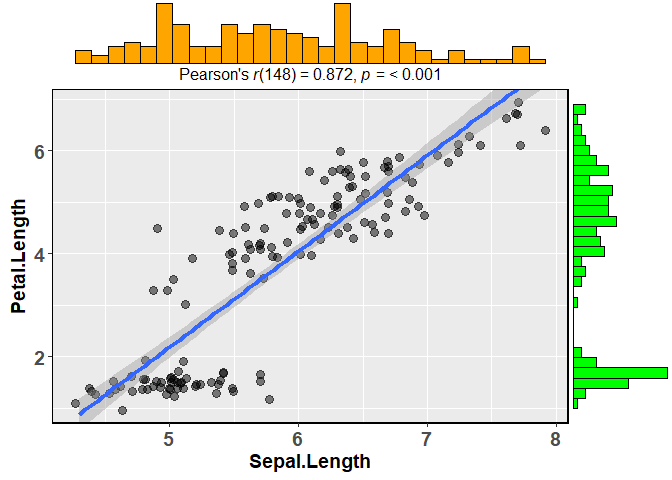 Pearson's r(148) = 0.872, p = < 0.001
Petal.Length
6
4
2
5 6 7 8
Sepal.Length